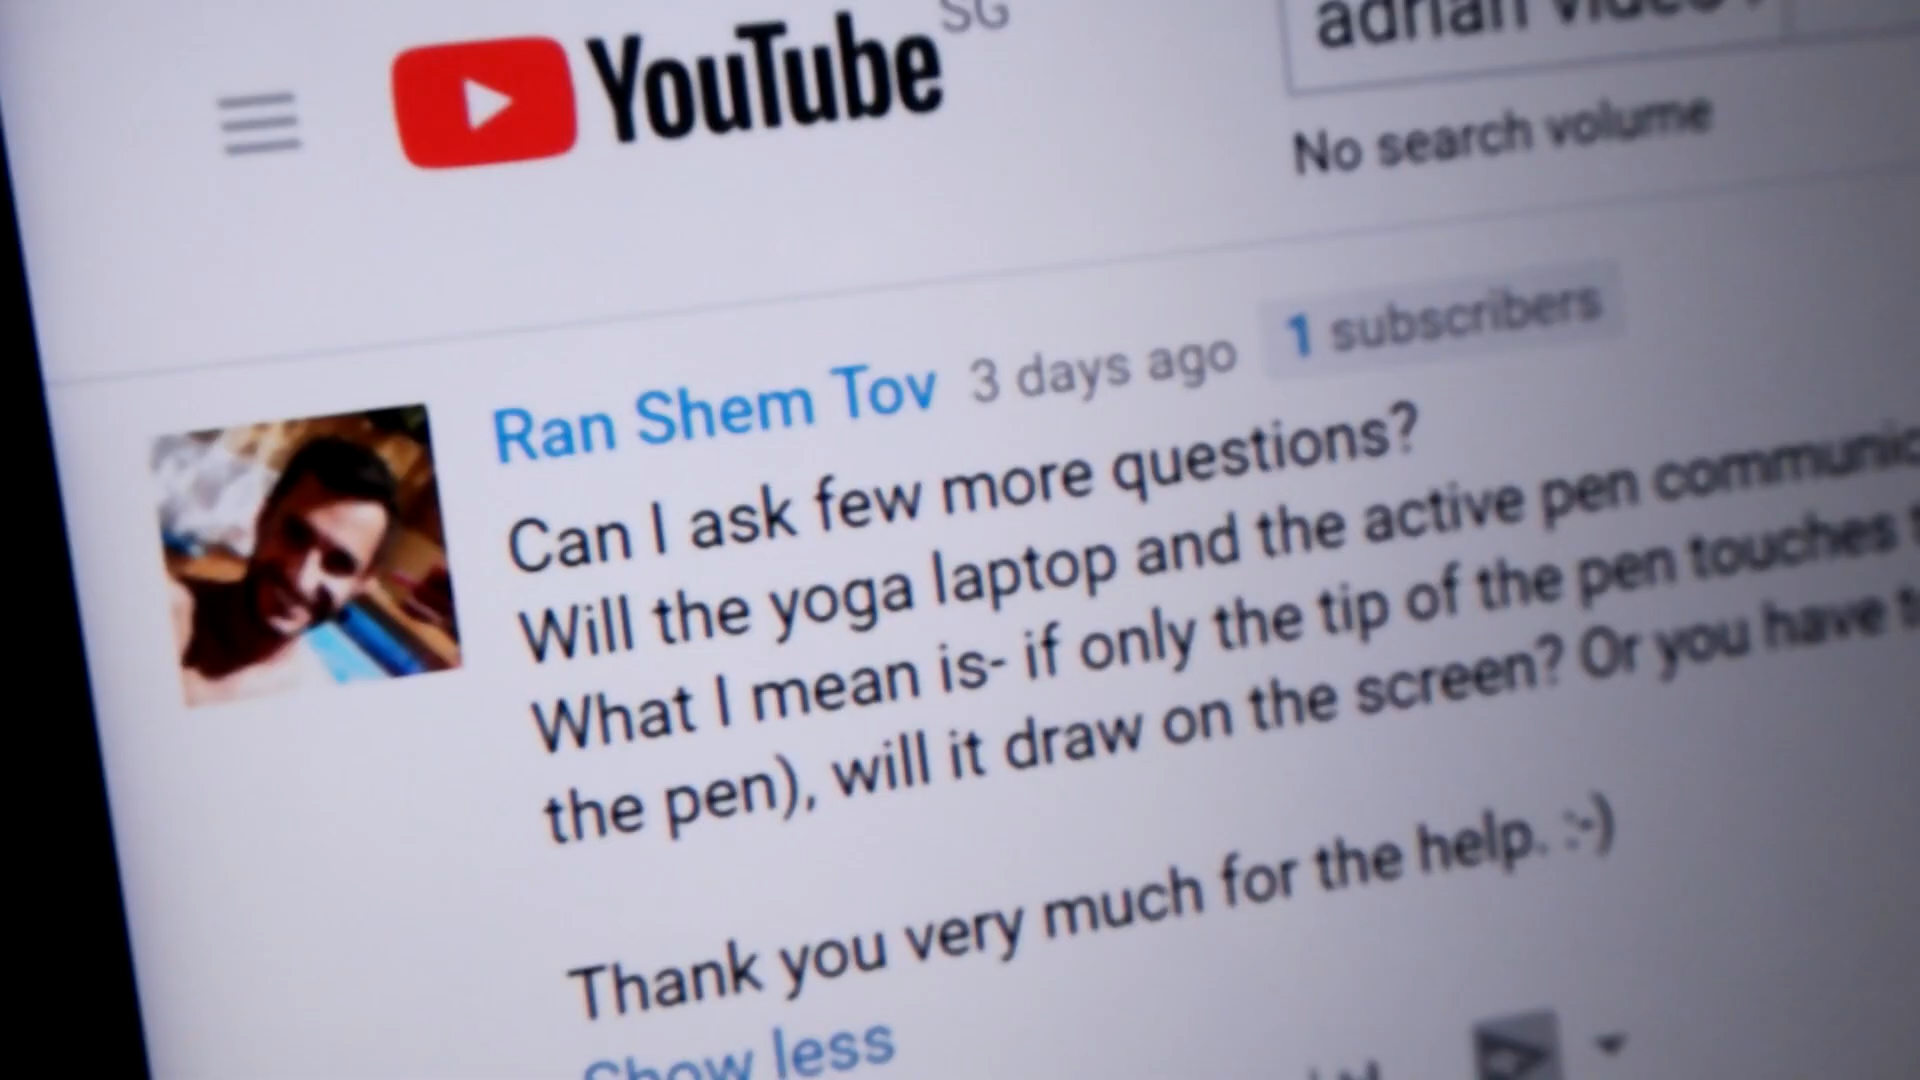 YouTube SG
adrian video
No search volume
Ran Shem Tov 3 days ago 1 subscribers
Can I ask few more questions?
Will the yoga laptop and the active pen communic
What I mean is- if only the tip of the pen touches t
the pen), will it draw on the screen? Or you have t
Thank you very much for the help. :-)
Show less